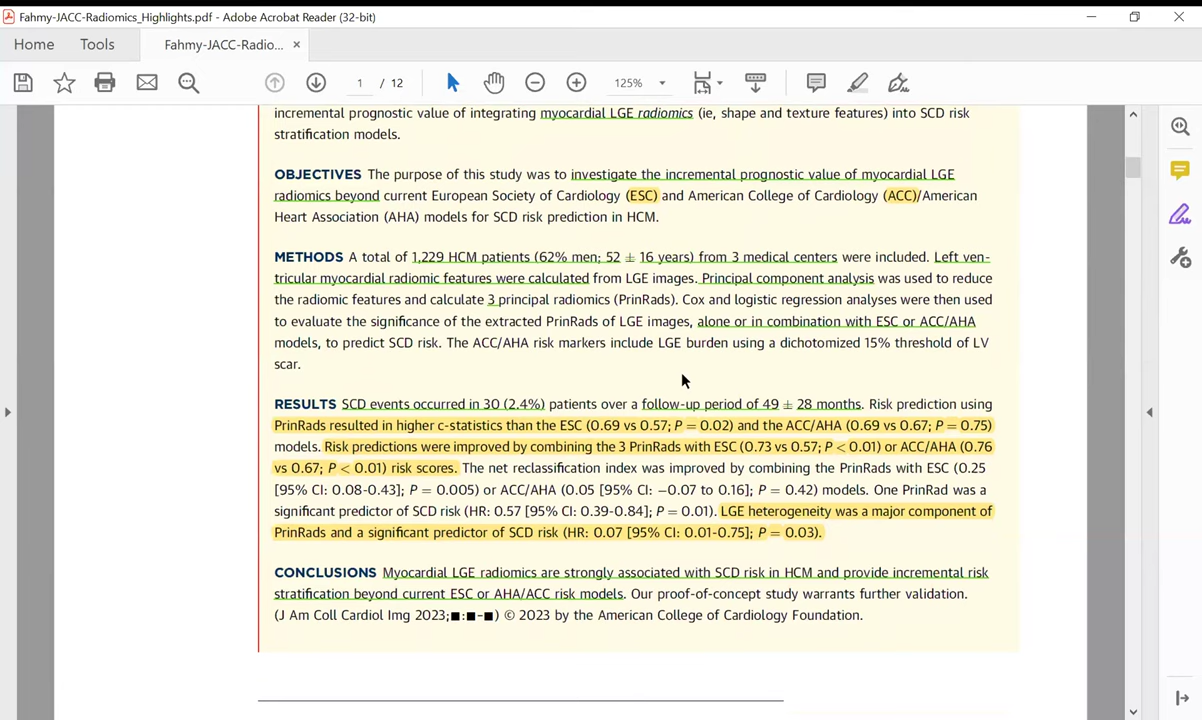 Fahmy-JACC-Radiomics_Highlights.pdf - Adobe Acrobat Reader (32-bit)
Home Tools Fahmy-JACC-Radio... ×
1 / 12 125%
incremental prognostic value of integrating myocardial LGE radiomics (ie, shape and texture features) into SCD risk
stratification models.
OBJECTIVES The purpose of this study was to investigate the incremental prognostic value of myocardial LGE
radiomics beyond current European Society of Cardiology (ESC) and American College of Cardiology (ACC)/American
Heart Association (AHA) models for SCD risk prediction in HCM.
METHODS A total of 1,229 HCM patients (62% men; 52 ± 16 years) from 3 medical centers were included. Left ven-
tricular myocardial radiomic features were calculated from LGE images. Principal component analysis was used to reduce
the radiomic features and calculate 3 principal radiomics (PrinRads). Cox and logistic regression analyses were then used
to evaluate the significance of the extracted PrinRads of LGE images, alone or in combination with ESC or ACC/AHA
models, to predict SCD risk. The ACC/AHA risk markers include LGE burden using a dichotomized 15% threshold of LV
scar.
RESULTS SCD events occurred in 30 (2.4%) patients over a follow-up period of 49 ± 28 months. Risk prediction using
PrinRads resulted in higher c-statistics than the ESC (0.69 vs 0.57; P = 0.02) and the ACC/AHA (0.69 vs 0.67; P = 0.75)
models. Risk predictions were improved by combining the 3 PrinRads with ESC (0.73 vs 0.57; P < 0.01) or ACC/AHA (0.76
vs 0.67; P < 0.01) risk scores. The net reclassification index was improved by combining the PrinRads with ESC (0.25
[95% CI: 0.08-0.43]; P = 0.005) or ACC/AHA (0.05 [95% CI: −0.07 to 0.16]; P = 0.42) models. One PrinRad was a
significant predictor of SCD risk (HR: 0.57 [95% CI: 0.39-0.84]; P = 0.01). LGE heterogeneity was a major component of
PrinRads and a significant predictor of SCD risk (HR: 0.07 [95% CI: 0.01-0.75]; P = 0.03).
CONCLUSIONS Myocardial LGE radiomics are strongly associated with SCD risk in HCM and provide incremental risk
stratification beyond current ESC or AHA/ACC risk models. Our proof-of-concept study warrants further validation.
(J Am Coll Cardiol Img 2023;■:■-■) © 2023 by the American College of Cardiology Foundation.